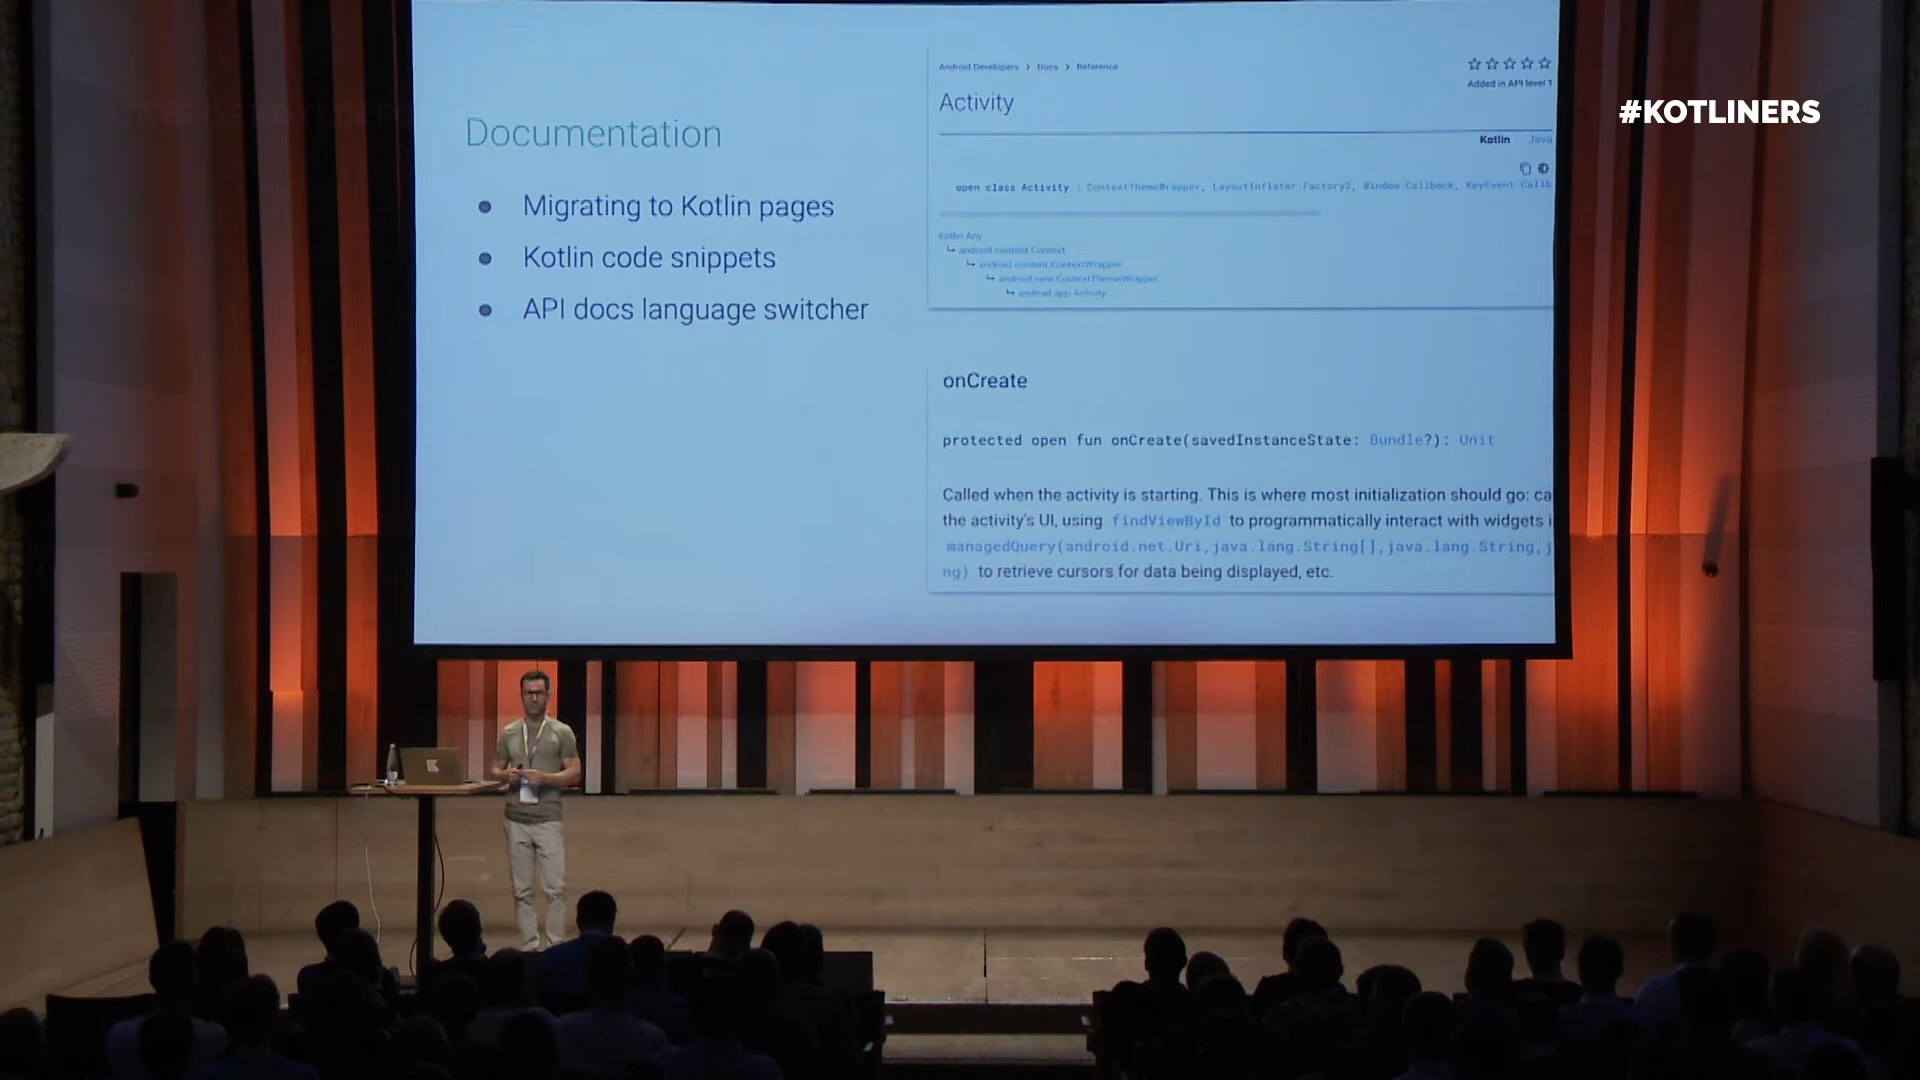 #KOTLINERS
Documentation
Migrating to Kotlin pages
Kotlin code snippets
API docs language switcher
Android Developers > Docs > Reference
Added in API level 1
Activity
Kotlin Java
open class Activity : ContextThemeWrapper, LayoutInflater.Factory2, Window.Callback, KeyEvent.Callb
kotlin.Any
↳ android.content.Context
↳ android.content.ContextWrapper
↳ android.view.ContextThemeWrapper
↳ android.app.Activity
onCreate
protected open fun onCreate(savedInstanceState: Bundle?): Unit
Called when the activity is starting. This is where most initialization should go: ca
the activity's UI, using findViewById to programmatically interact with widgets i
managedQuery(android.net.Uri,java.lang.String[],java.lang.String,j
ng) to retrieve cursors for data being displayed, etc.